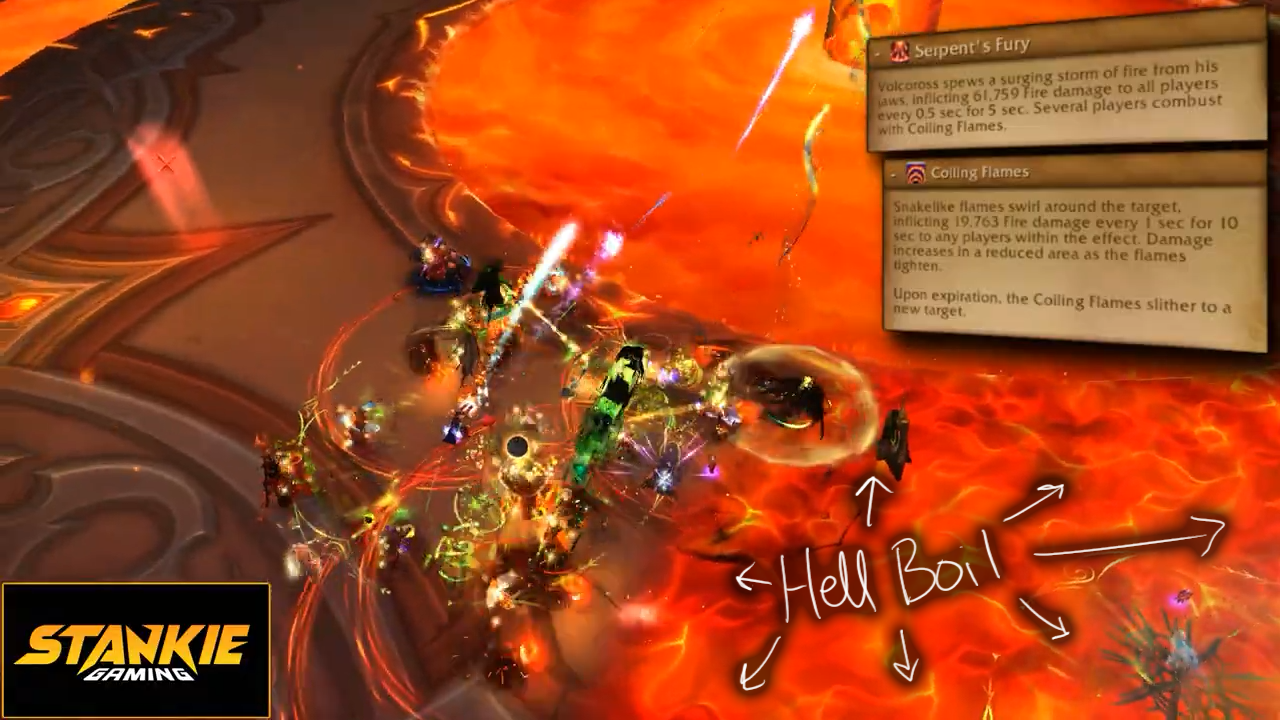 - Serpent's Fury
Volcoross spews a surging storm of fire from his
jaws, inflicting 61,759 Fire damage to all players
every 0.5 sec for 5 sec. Several players combust
with Coiling Flames.
- Coiling Flames
Snakelike flames swirl around the target,
inflicting 19,763 Fire damage every 1 sec for 10
sec to any players within the effect. Damage
increases in a reduced area as the flames
tighten.
Upon expiration, the Coiling Flames slither to a
new target.
Hell Boil
STANKIE
GAMING